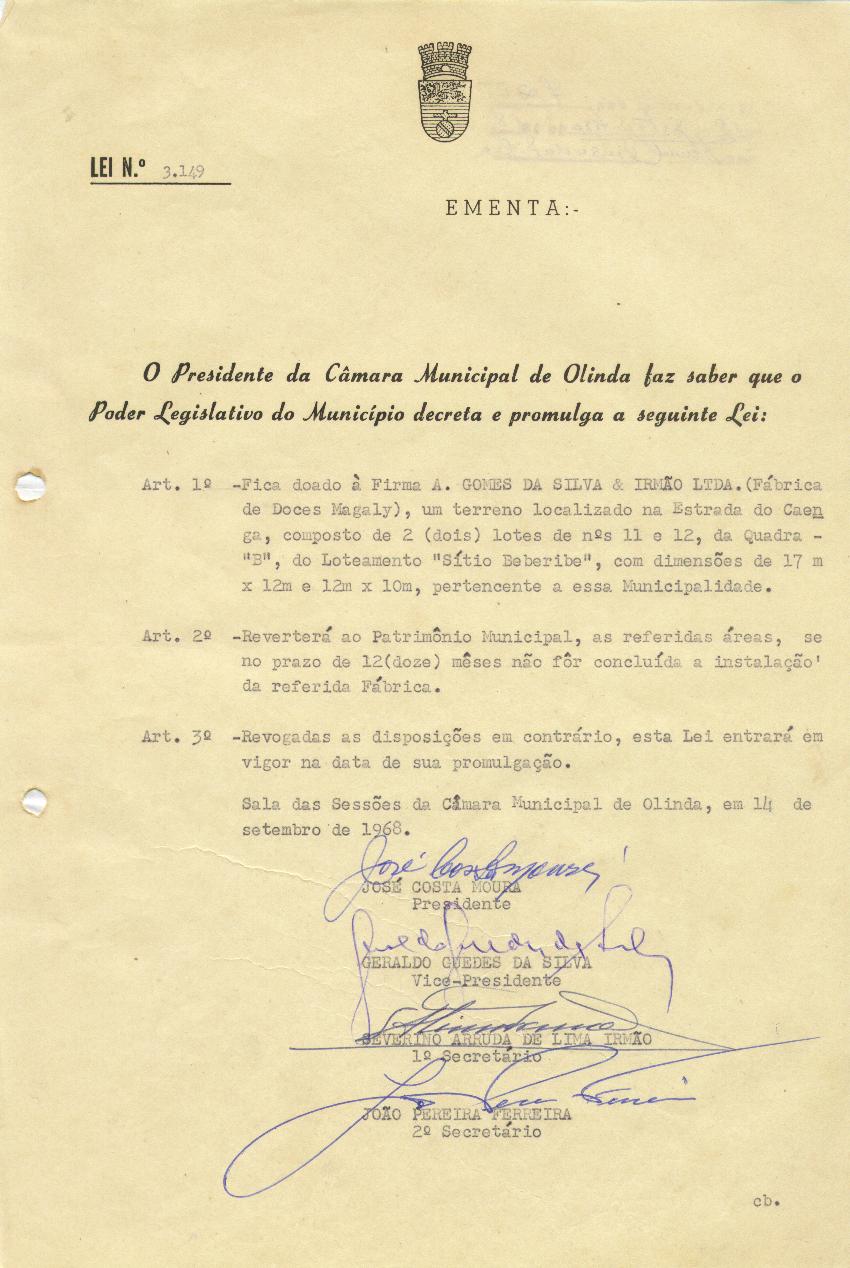 LEI N.º 3.149
EMENTA:-
O Presidente da Câmara Municipal de Olinda faz saber que o
Poder Legislativo do Município decreta e promulga a seguinte Lei:
Art. 1º -Fica doado à Firma A. GOMES DA SILVA & IRMÃO LTDA.(Fábrica
de Doces Magaly), um terreno localizado na Estrada do Caen
ga, composto de 2 (dois) lotes de nºs 11 e 12, da Quadra -
"B", do Loteamento "Sítio Beberibe", com dimensões de 17 m
x 12m e 12m x 10m, pertencente a essa Municipalidade.
Art. 2º -Reverterá ao Patrimônio Municipal, as referidas áreas, se
no prazo de 12(doze) mêses não fôr concluída a instalação'
da referida Fábrica.
Art. 3º -Revogadas as disposições em contrário, esta Lei entrará em
vigor na data de sua promulgação.
Sala das Sessões da Câmara Municipal de Olinda, em 14 de
setembro de 1968.
JOSÉ COSTA MOURA
Presidente
GERALDO GUEDES DA SILVA
Vice-Presidente
SEVERINO ARRUDA DE LIMA IRMÃO
1º Secretário
JOÃO PEREIRA FERREIRA
2º Secretário
cb.